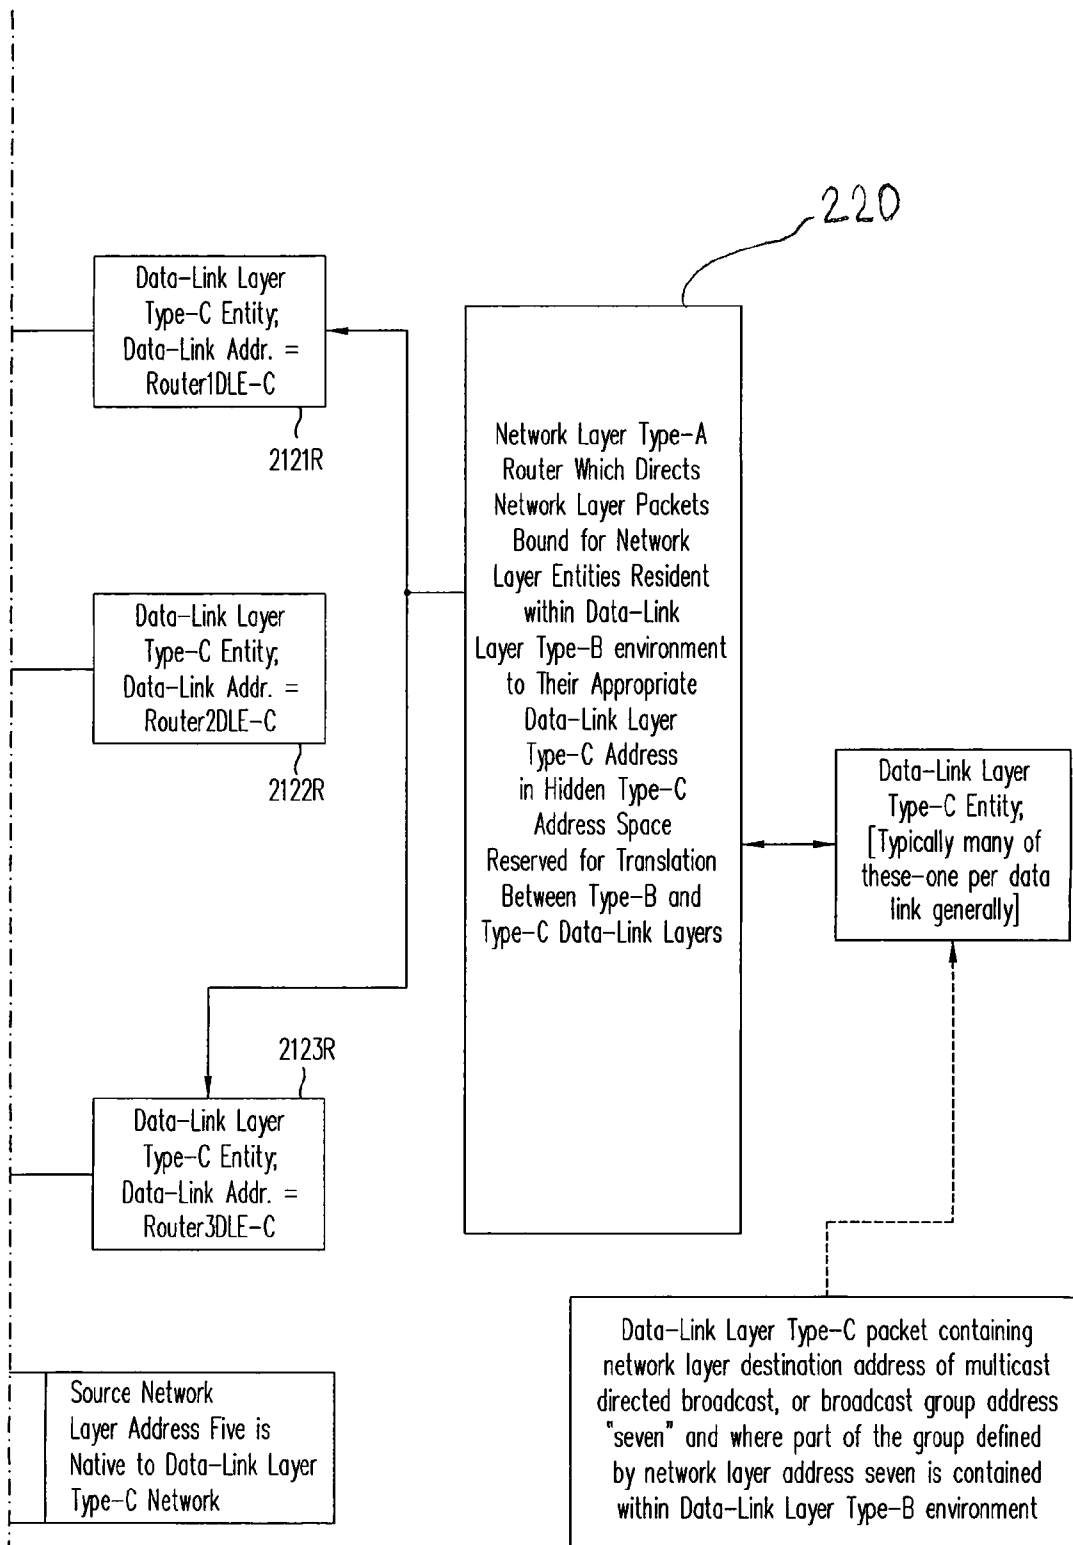 220
Data-Link Layer
Type-C Entity;
Data-Link Addr. =
Router1DLE-C
2121R
Data-Link Layer
Type-C Entity;
Data-Link Addr. =
Router2DLE-C
2122R
2123R
Data-Link Layer
Type-C Entity;
Data-Link Addr. =
Router3DLE-C
Network Layer Type-A
Router Which Directs
Network Layer Packets
Bound for Network
Layer Entities Resident
within Data-Link
Layer Type-B environment
to Their Appropriate
Data-Link Layer
Type-C Address
in Hidden Type-C
Address Space
Reserved for Translation
Between Type-B and
Type-C Data-Link Layers
Data-Link Layer
Type-C Entity;
[Typically many of
these-one per data
link generally]
Source Network
Layer Address Five is
Native to Data-Link Layer
Type-C Network
Data-Link Layer Type-C packet containing
network layer destination address of multicast
directed broadcast, or broadcast group address
"seven" and where part of the group defined
by network layer address seven is contained
within Data-Link Layer Type-B environment